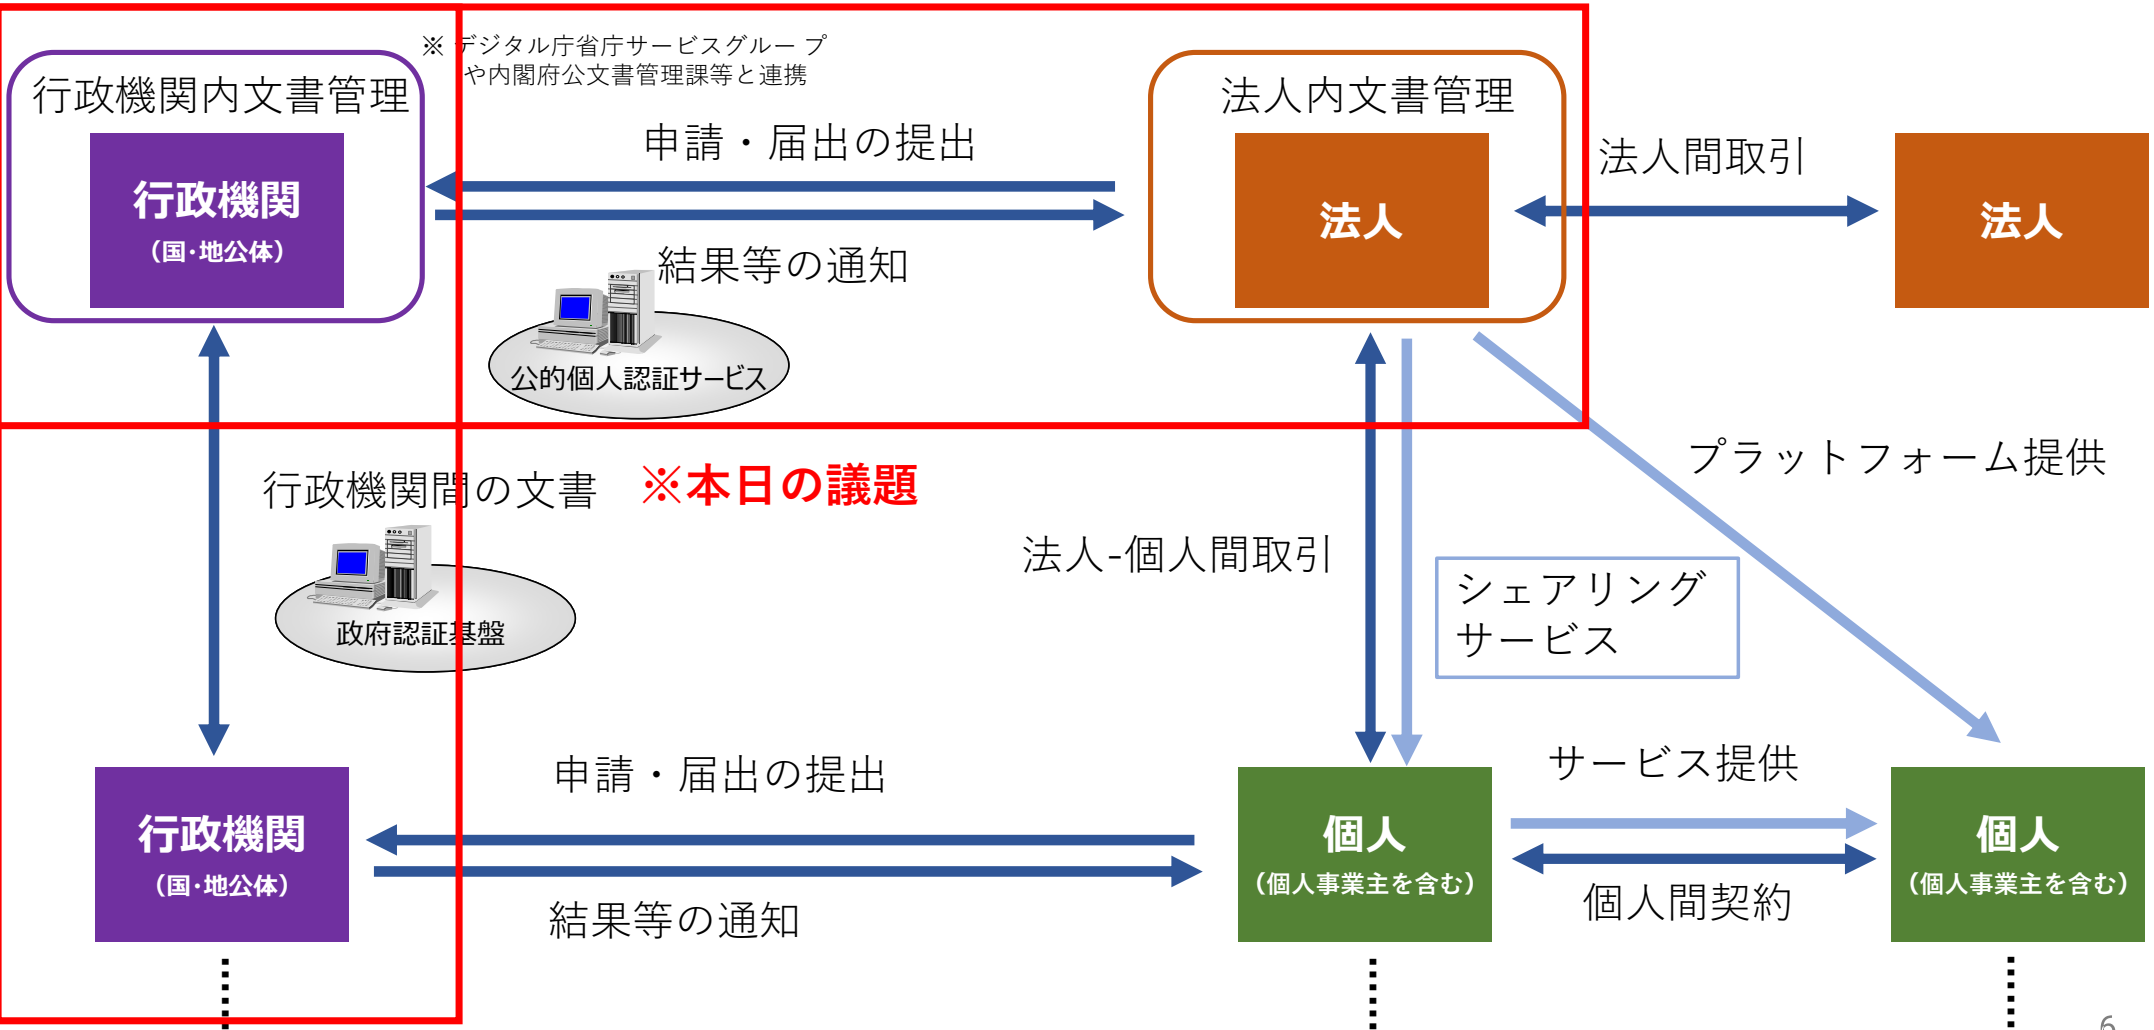 ※ デジタル庁省庁サービスグループ
や内閣府公文書管理課等と連携
行政機関内文書管理
行政機関
（国･地公体）
申請・届出の提出
結果等の通知
公的個人認証サービス
法人内文書管理
法人
法人間取引
法人
行政機関間の文書
※本日の議題
政府認証基盤
法人-個人間取引
シェアリング
サービス
プラットフォーム提供
行政機関
（国･地公体）
申請・届出の提出
結果等の通知
個人
（個人事業主を含む）
サービス提供
個人間契約
個人
（個人事業主を含む）
6